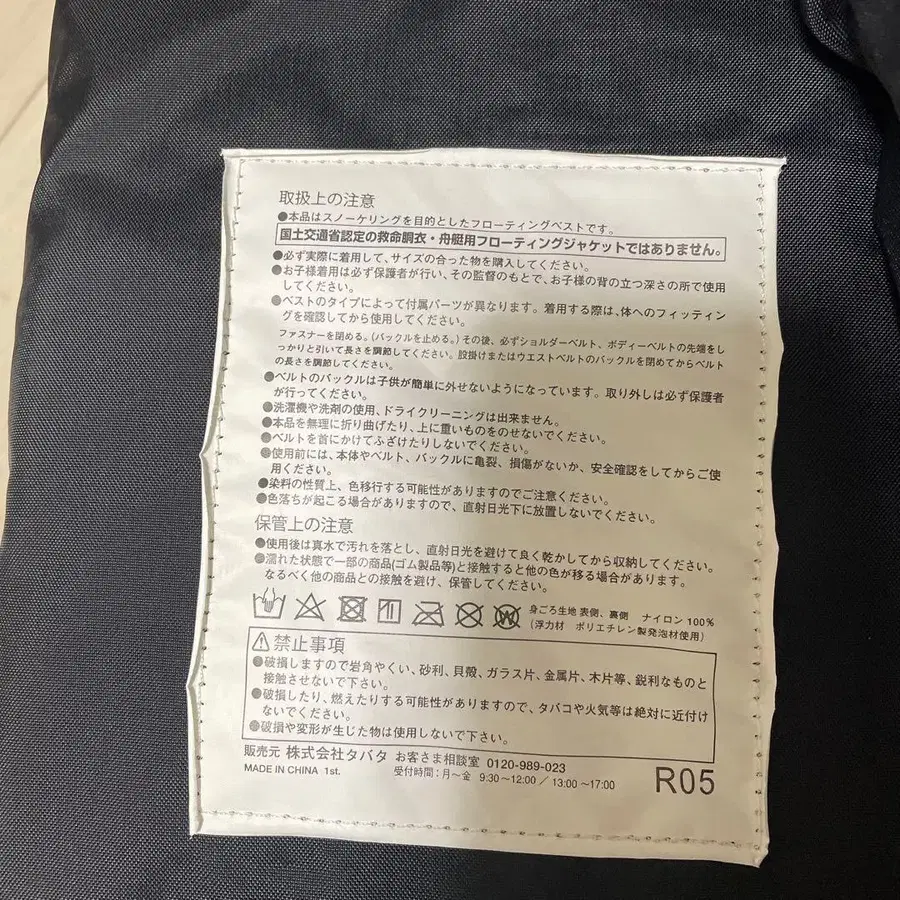 取扱上の注意
●本品はスノーケリングを目的としたフローティングベストです。
国土交通省認定の救命胴衣・舟艇用フローティングジャケットではありません。
●必ず実際に着用して、サイズの合った物を購入してください。
●お子様着用は必ず保護者が行い、その監督のもとで、お子様の背の立つ深さの所で使用
してください。
●ベストのタイプによって付属パーツが異なります。着用する際は、体へのフィッティン
グを確認してから使用してください。
ファスナーを閉める。(バックルを止める。)その後、必ずショルダーベルト、ボディーベルトの先端をし
っかりと引いて長さを調節してください。股掛けまたはウエストベルトのバックルを閉めてからベルト
の長さを調節してください。
●ベルトのバックルは子供が簡単に外せないようになっています。取り外しは必ず保護者
が行ってください。
●洗濯機や洗剤の使用、ドライクリーニングは出来ません。
●本品を無理に折り曲げたり、上に重いものをのせないでください。
●ベルトを首にかけてふざけたりしないでください。
●使用前には、本体やベルト、バックルに亀裂、損傷がないか、安全確認をしてからご使
用ください。
●染料の性質上、色移行する可能性がありますのでご注意ください。
●色落ちが起こる場合がありますので、直射日光下に放置しないでください。
保管上の注意
●使用後は真水で汚れを落とし、直射日光を避けて良く乾かしてから収納してください。
●濡れた状態で一部の商品(ゴム製品等)と接触すると他の色が移る場合があります。
なるべく他の商品との接触を避け、保管してください。
身ごろ生地 表側、裏側 ナイロン 100%
(浮力材 ポリエチレン製発泡材使用)
禁止事項
●破損しますので岩角やくい、砂利、貝殻、ガラス片、金属片、木片等、鋭利なものと
接触させないで下さい。
●破損したり、燃えたりする可能性がありますので、タバコや火気等は絶対に近付け
ないでください。
●破損や変形が生じた物は使用しないで下さい。
販売元 株式会社タバタ お客さま相談室 0120-989-023
MADE IN CHINA 1st. 受付時間:月〜金 9:30〜12:00 / 13:00〜17:00
R05